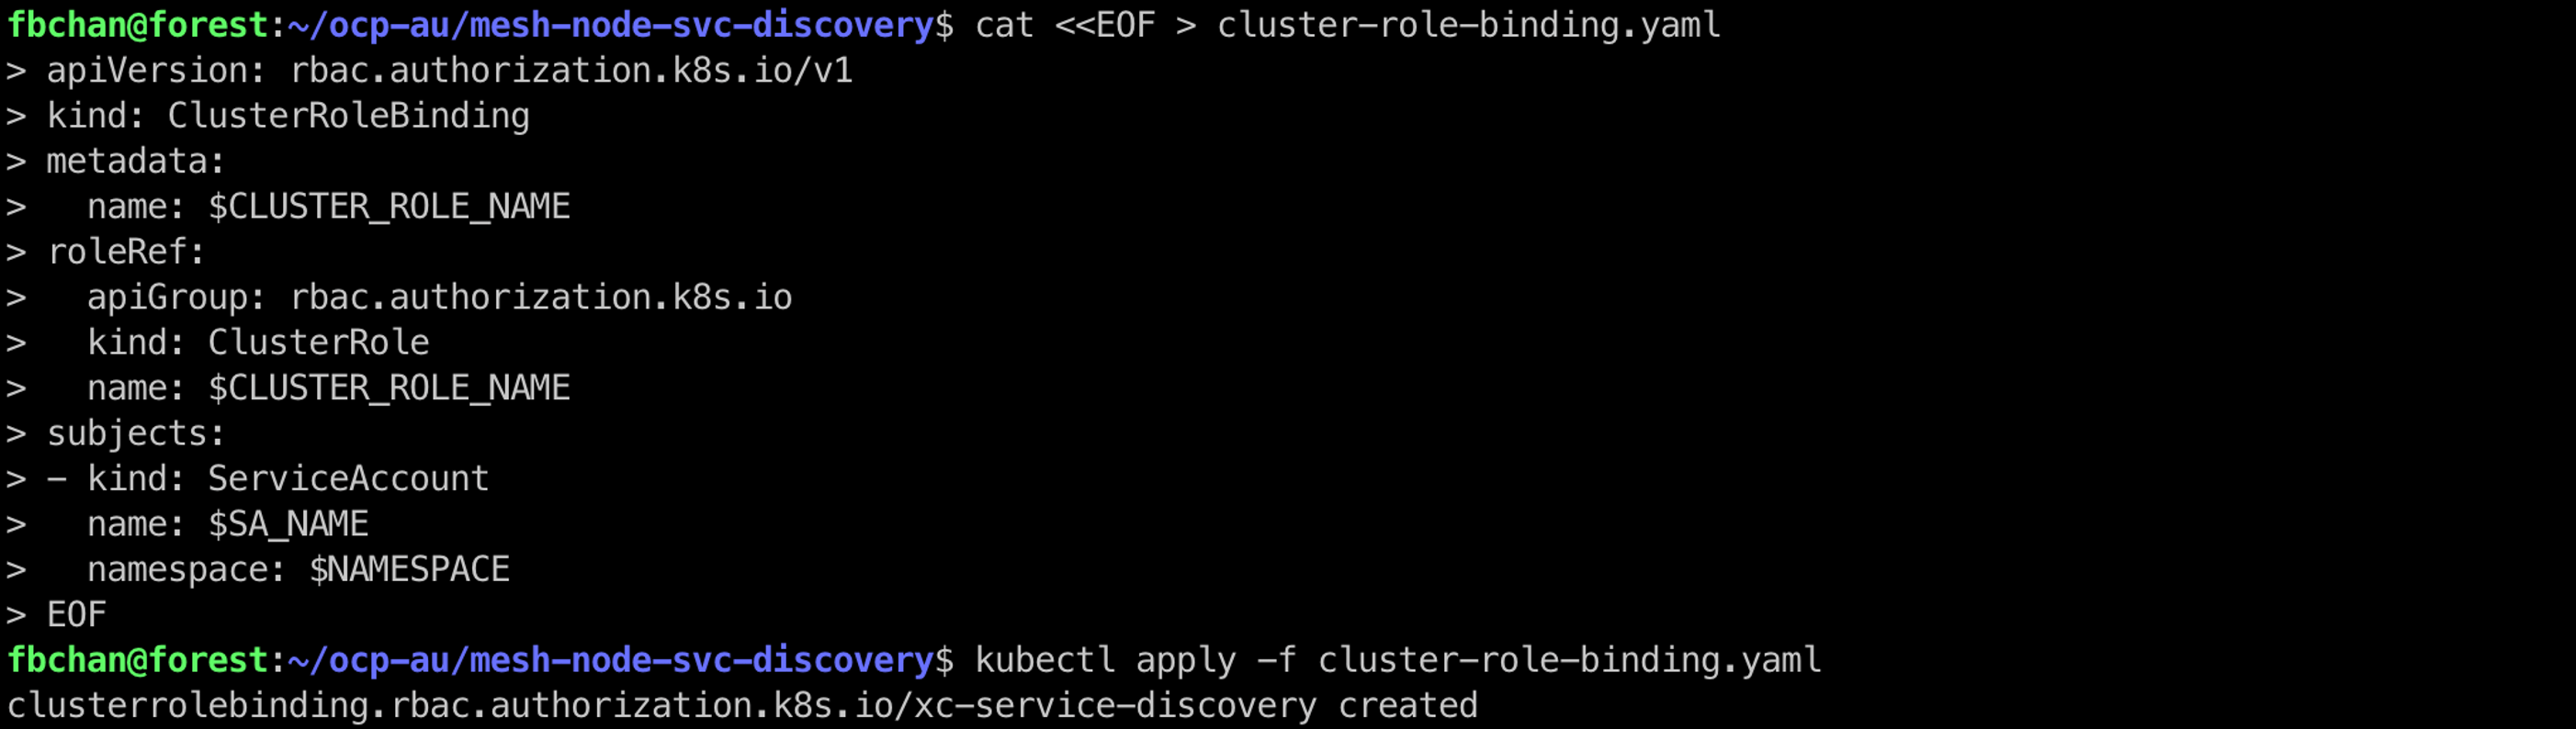 fbchan@forest:~/ocp-au/mesh-node-svc-discovery$ cat <<EOF > cluster-role-binding.yaml
> apiVersion: rbac.authorization.k8s.io/v1
> kind: ClusterRoleBinding
> metadata:
>   name: $CLUSTER_ROLE_NAME
> roleRef:
>   apiGroup: rbac.authorization.k8s.io
>   kind: ClusterRole
>   name: $CLUSTER_ROLE_NAME
> subjects:
> - kind: ServiceAccount
>   name: $SA_NAME
>   namespace: $NAMESPACE
> EOF
fbchan@forest:~/ocp-au/mesh-node-svc-discovery$ kubectl apply -f cluster-role-binding.yaml
clusterrolebinding.rbac.authorization.k8s.io/xc-service-discovery created